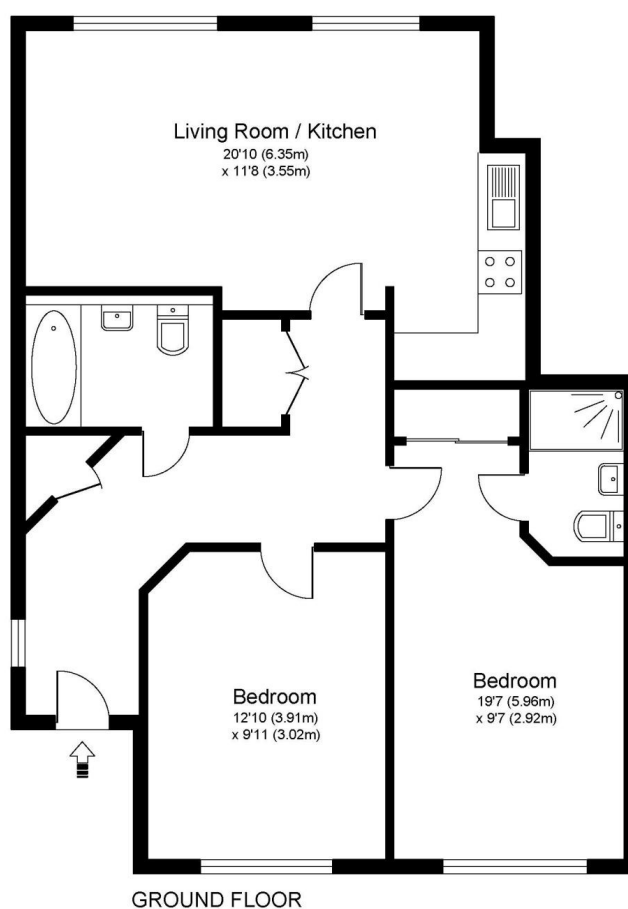 Living Room / Kitchen
20'10 (6.35m)
x 11'8 (3.55m)
Bedroom
12'10 (3.91m)
x 9'11 (3.02m)
Bedroom
19'7 (5.96m)
x 9'7 (2.92m)
GROUND FLOOR